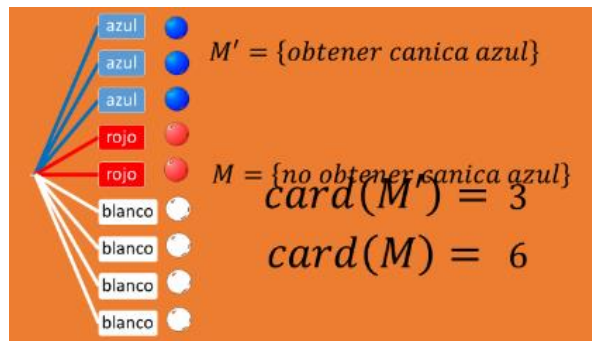 azul
azul
azul
rojo
rojo
blanco
blanco
blanco
blanco
M′ = {obtener canica azul}
M = {no obtener canica azul}
card(M′) = 3
card(M) = 6